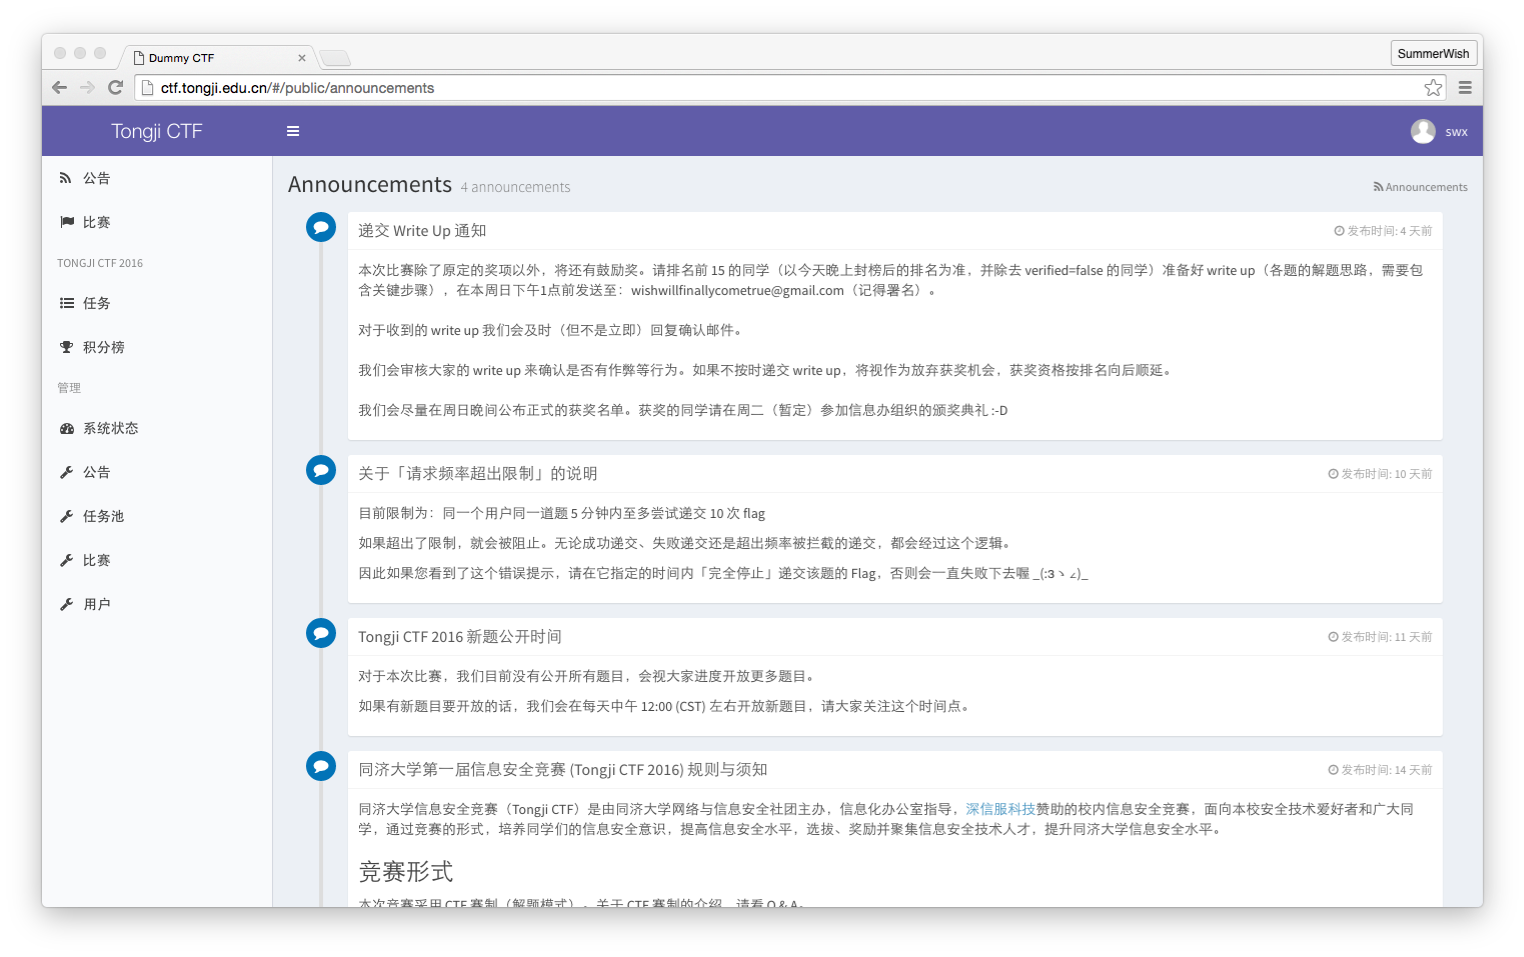 Dummy CTF
SummerWish
ctf.tongji.edu.cn/#/public/announcements
Tongji CTF
swx
公告
比赛
TONGJI CTF 2016
任务
积分榜
管理
系统状态
公告
任务池
比赛
用户
Announcements 4 announcements
Announcements
递交 Write Up 通知
发布时间: 4 天前
本次比赛除了原定的奖项以外，将还有鼓励奖。请排名前 15 的同学（以今天晚上封榜后的排名为准，并除去 verified=false 的同学）准备好 write up（各题的解题思路，需要包
含关键步骤），在本周日下午1点前发送至：wishwillfinallycometrue@gmail.com（记得署名）。
对于收到的 write up 我们会及时（但不是立即）回复确认邮件。
我们会审核大家的 write up 来确认是否有作弊等行为。如果不按时递交 write up，将视作为放弃获奖机会，获奖资格按排名向后顺延。
我们会尽量在周日晚间公布正式的获奖名单。获奖的同学请在周二（暂定）参加信息办组织的颁奖典礼 :-D
关于「请求频率超出限制」的说明
发布时间: 10 天前
目前限制为：同一个用户同一道题 5 分钟内至多尝试递交 10 次 flag
如果超出了限制，就会被阻止。无论成功递交、失败递交还是超出频率被拦截的递交，都会经过这个逻辑。
因此如果您看到了这个错误提示，请在它指定的时间内「完全停止」递交该题的 Flag，否则会一直失败下去喔 _(:3ヽ∠)_
Tongji CTF 2016 新题公开时间
发布时间: 11 天前
对于本次比赛，我们目前没有公开所有题目，会视大家进度开放更多题目。
如果有新题目要开放的话，我们会在每天中午 12:00 (CST) 左右开放新题目，请大家关注这个时间点。
同济大学第一届信息安全竞赛 (Tongji CTF 2016) 规则与须知
发布时间: 14 天前
同济大学信息安全竞赛（Tongji CTF）是由同济大学网络与信息安全社团主办，信息化办公室指导，深信服科技赞助的校内信息安全竞赛，面向本校安全技术爱好者和广大同
学，通过竞赛的形式，培养同学们的信息安全意识，提高信息安全水平，选拔、奖励并聚集信息安全技术人才，提升同济大学信息安全水平。
竞赛形式
本次竞赛采用 CTF 赛制（解题模式）。关于 CTF 赛制的介绍，请看 Q & A。